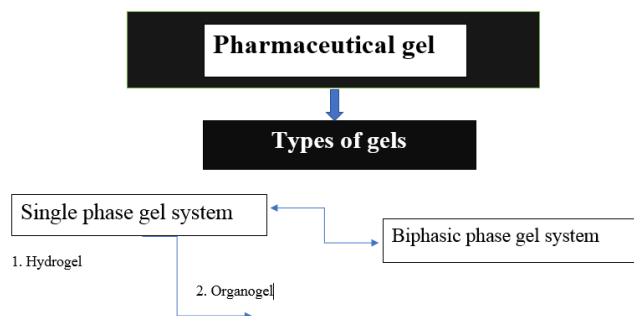 Pharmaceutical gel
Types of gels
Single phase gel system
Biphasic phase gel system
1. Hydrogel
2. Organogel